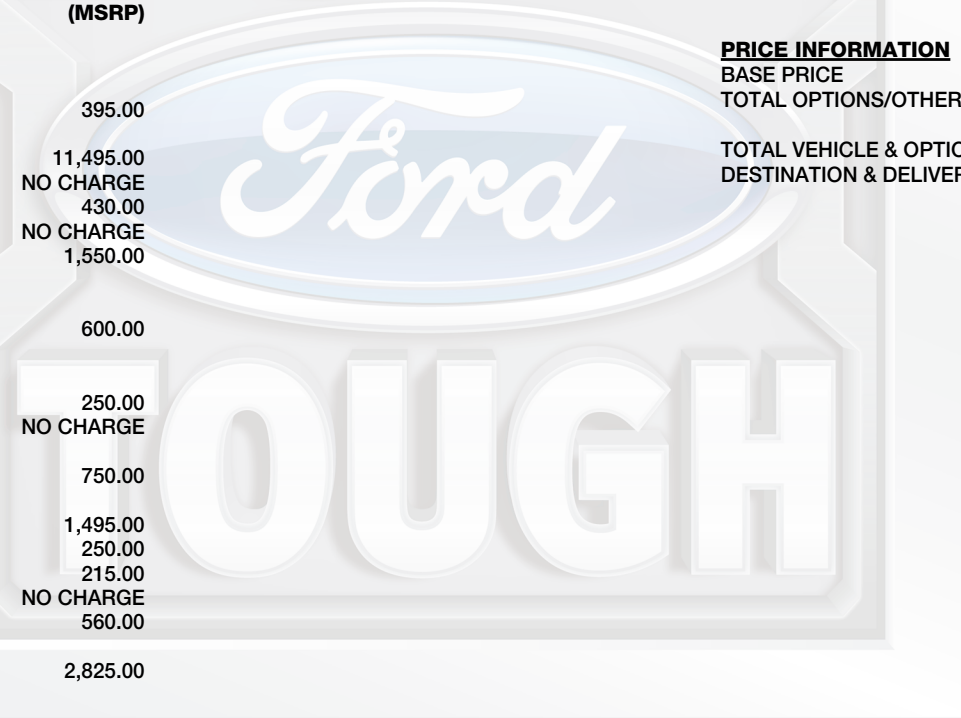 (MSRP)
395.00
11,495.00
NO CHARGE
430.00
NO CHARGE
1,550.00
600.00
250.00
NO CHARGE
750.00
1,495.00
250.00
215.00
NO CHARGE
560.00
2,825.00
PRICE INFORMATION
BASE PRICE
TOTAL OPTIONS/OTHER
TOTAL VEHICLE & OPTIO
DESTINATION & DELIVER
Ford
TOUGH